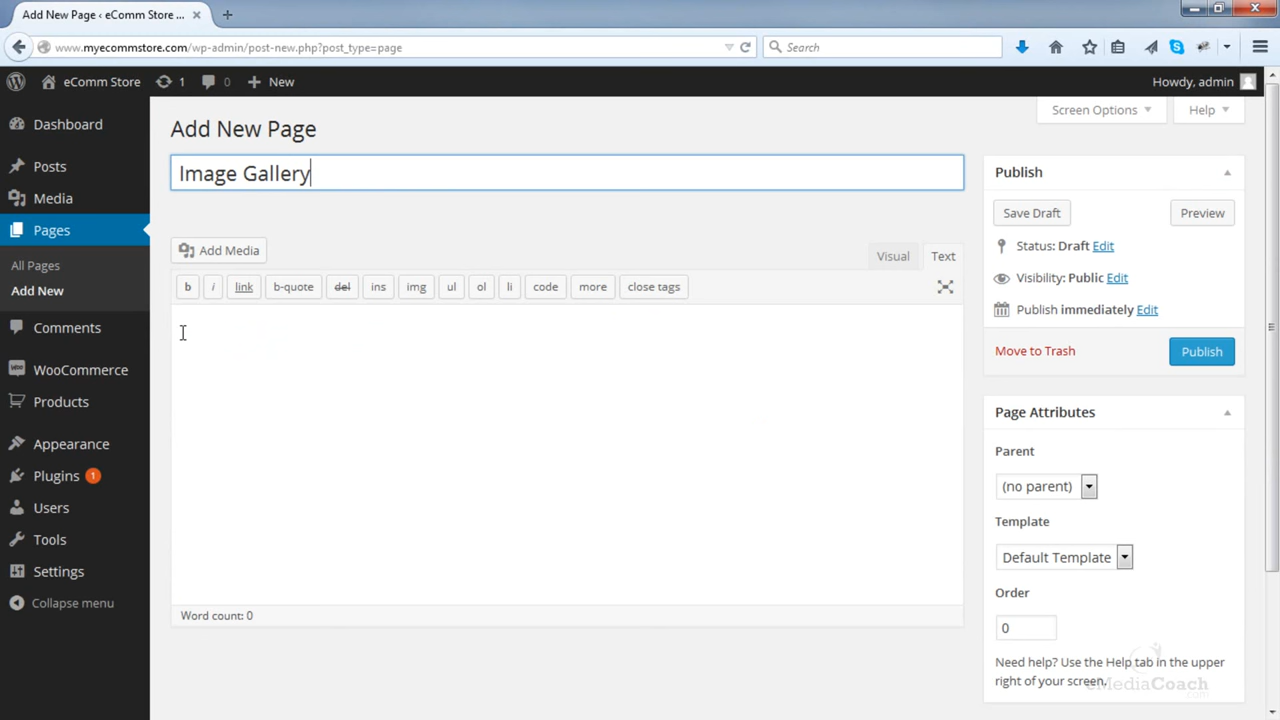 Add New Page ‹ eComm Store ...
www.myecommstore.com/wp-admin/post-new.php?post_type=page
Search
eComm Store
1
0
New
Howdy, admin
Screen Options
Help
Dashboard
Posts
Media
Pages
All Pages
Add New
Comments
WooCommerce
Products
Appearance
Plugins 1
Users
Tools
Settings
Collapse menu
Add New Page
Image Gallery
Add Media
Visual
Text
b
i
link
b-quote
del
ins
img
ul
ol
li
code
more
close tags
Word count: 0
Publish
Save Draft
Preview
Status: Draft Edit
Visibility: Public Edit
Publish immediately Edit
Move to Trash
Publish
Page Attributes
Parent
(no parent)
Template
Default Template
Order
0
Need help? Use the Help tab in the upper
right of your screen.
eMediaCoach
.com